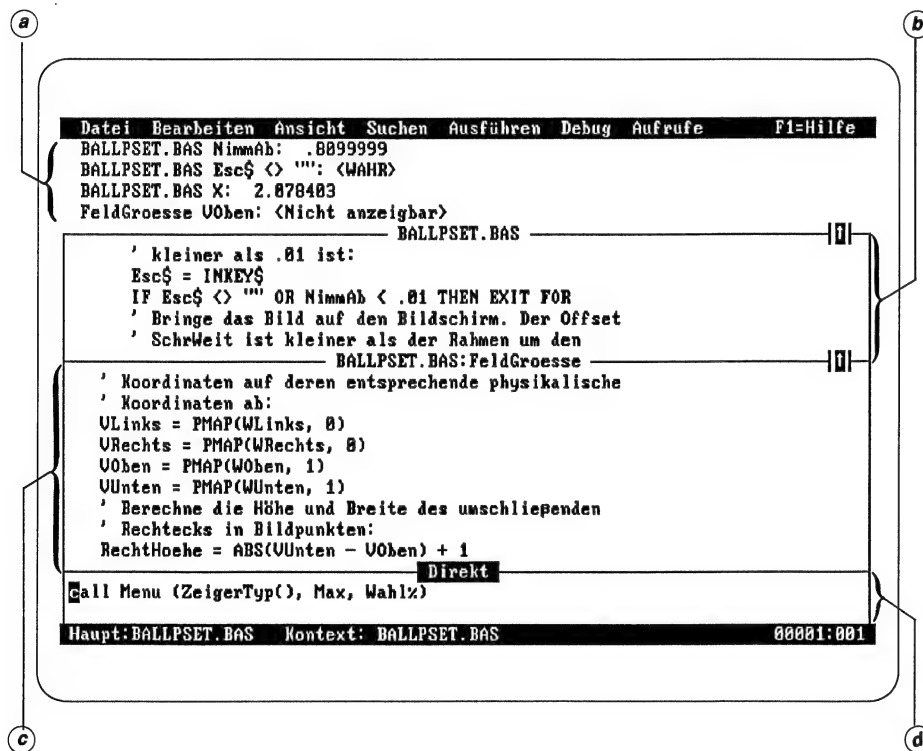 a
b
Datei Bearbeiten Ansicht Suchen Ausführen Debug Aufrufe F1=Hilfe
BALLPSET.BAS NimmAb: .8099999
BALLPSET.BAS Esc$ <> "": <WAHR>
BALLPSET.BAS X: 2.078403
FeldGroesse VOben: <Nicht anzeigbar>
BALLPSET.BAS
' kleiner als .01 ist:
Esc$ = INKEY$
IF Esc$ <> "" OR NimmAb < .01 THEN EXIT FOR
' Bringe das Bild auf den Bildschirm. Der Offset
' SchrWeit ist kleiner als der Rahmen um den
BALLPSET.BAS:FeldGroesse
' Koordinaten auf deren entsprechende physikalische
' Koordinaten ab:
VLinks = PMAP(WLinks, 0)
VRechts = PMAP(WRechts, 0)
VOben = PMAP(WOben, 1)
VUnten = PMAP(WUnten, 1)
' Berechne die Höhe und Breite des umschließenden
' Rechtecks in Bildpunkten:
RechtHoehe = ABS(VUnten - VOben) + 1
Direkt
call Menu (ZeigerTyp(), Max, Wahl%)
Haupt:BALLPSET.BAS Kontext: BALLPSET.BAS 00001:001
c
d